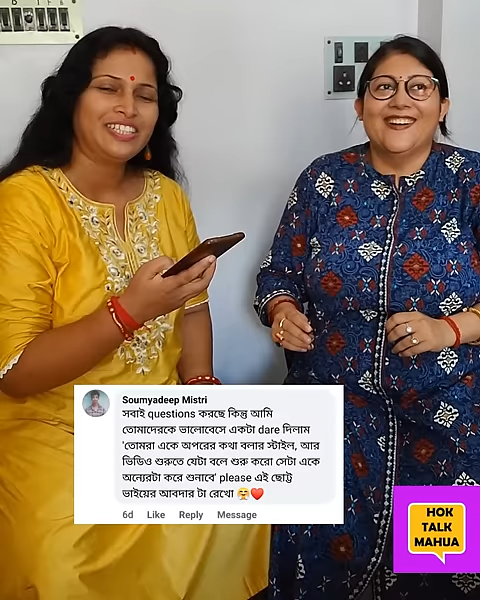 Soumyadeep Mistri
সবাই questions করছে কিন্তু আমি
তোমাদেরকে ভালোবেসে একটা dare দিলাম
'তোমরা একে অপরের কথা বলার স্টাইল, আর
ভিডিও শুরুতে যেটা বলে শুরু করো সেটা একে
অন্যেরটা করে শুনাবে' please এই ছোট্ট
ভাইয়ের আবদার টা রেখো 🤗❤️
6d Like Reply Message
HOK
TALK
MAHUA